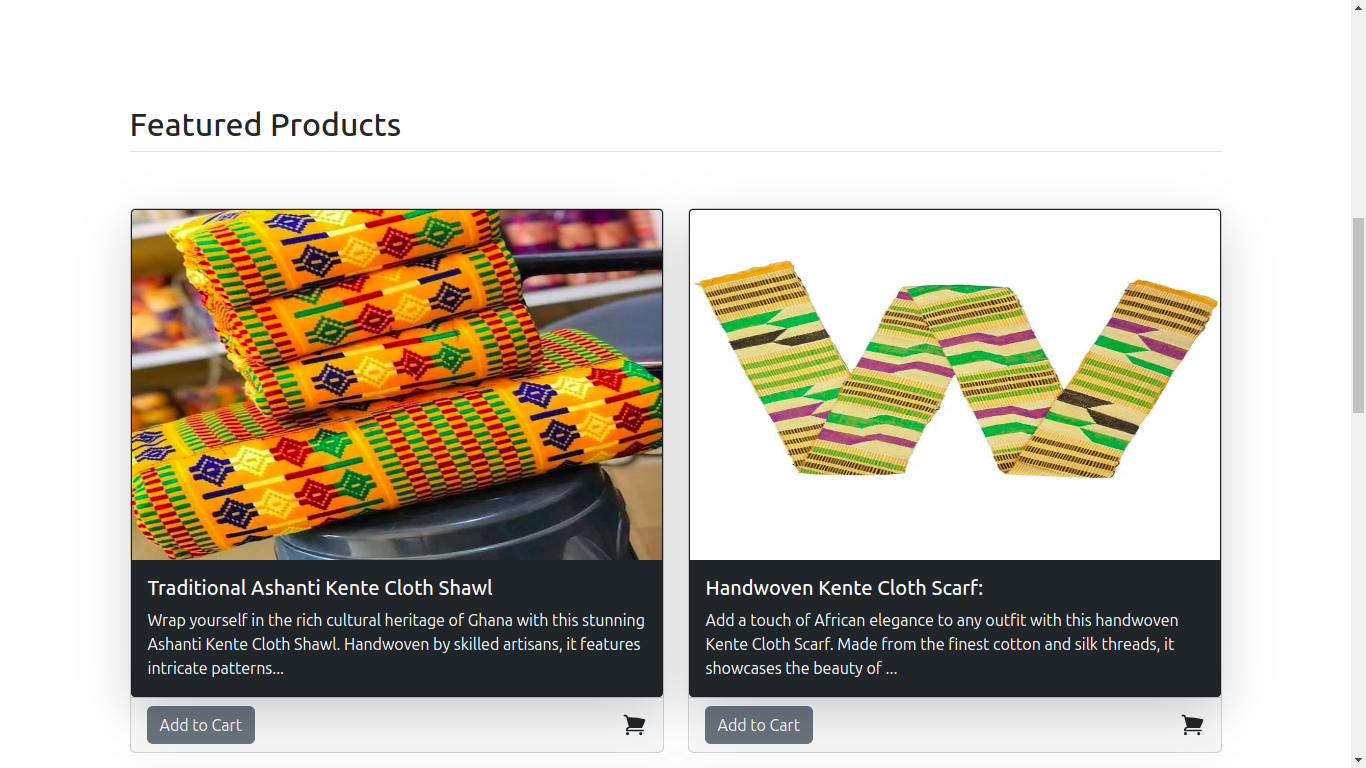 Featured Products
Traditional Ashanti Kente Cloth Shawl
Wrap yourself in the rich cultural heritage of Ghana with this stunning
Ashanti Kente Cloth Shawl. Handwoven by skilled artisans, it features
intricate patterns...
Add to Cart
Handwoven Kente Cloth Scarf:
Add a touch of African elegance to any outfit with this handwoven
Kente Cloth Scarf. Made from the finest cotton and silk threads, it
showcases the beauty of ...
Add to Cart